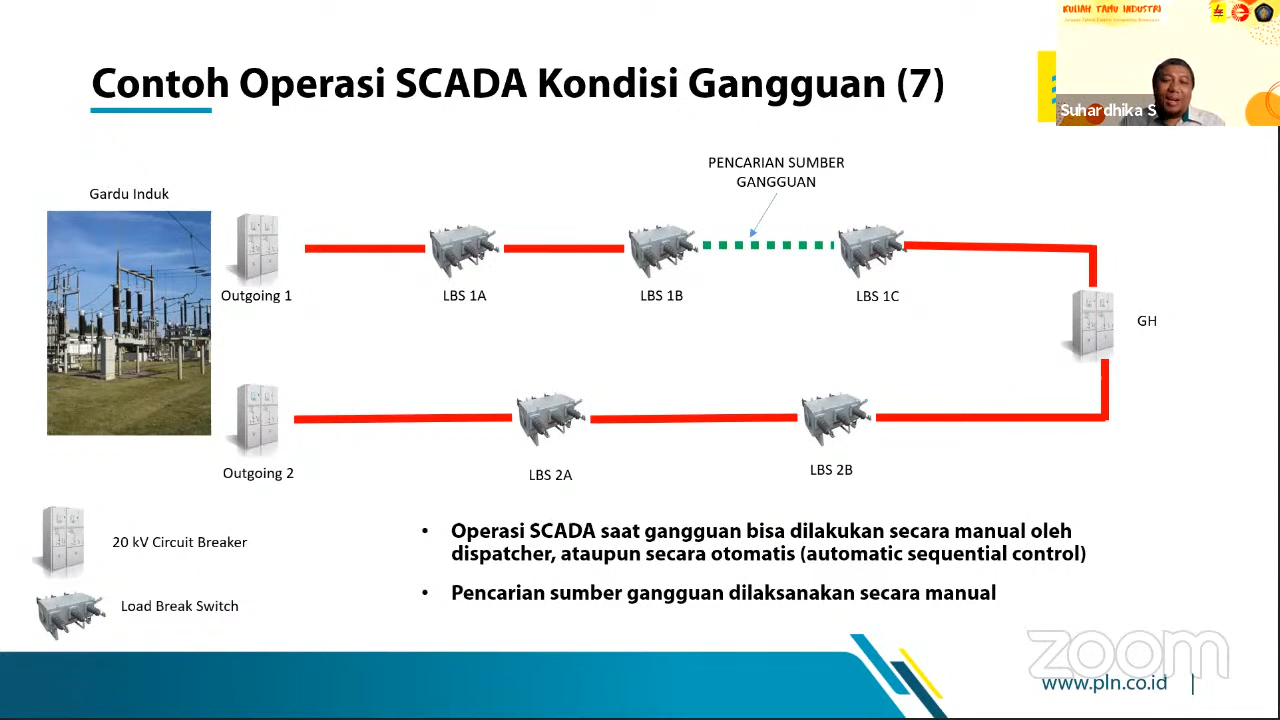 KULIAH TAMU INDUSTRI
Contoh Operasi SCADA Kondisi Gangguan (7)
Suhardhika S
PENCARIAN SUMBER
GANGGUAN
Gardu Induk
Outgoing 1
LBS 1A
LBS 1B
LBS 1C
GH
Outgoing 2
LBS 2A
LBS 2B
20 kV Circuit Breaker
Load Break Switch
• Operasi SCADA saat gangguan bisa dilakukan secara manual oleh
dispatcher, ataupun secara otomatis (automatic sequential control)
• Pencarian sumber gangguan dilaksanakan secara manual
zoom
www.pln.co.id |